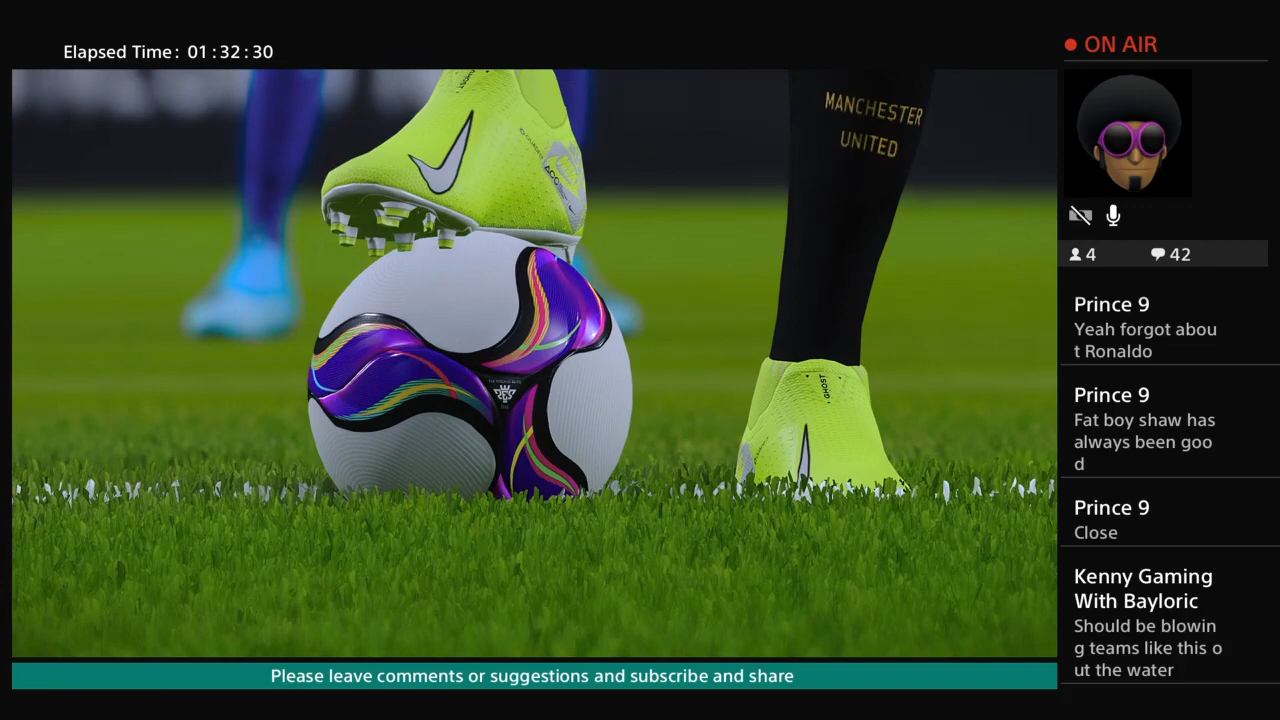 Elapsed Time: 01:32:30
ON AIR
MANCHESTER
UNITED
GHOST
4
42
Prince 9
Yeah forgot abou
t Ronaldo
Prince 9
Fat boy shaw has
always been goo
d
Prince 9
Close
Kenny Gaming
With Bayloric
Should be blowin
g teams like this o
ut the water
Please leave comments or suggestions and subscribe and share